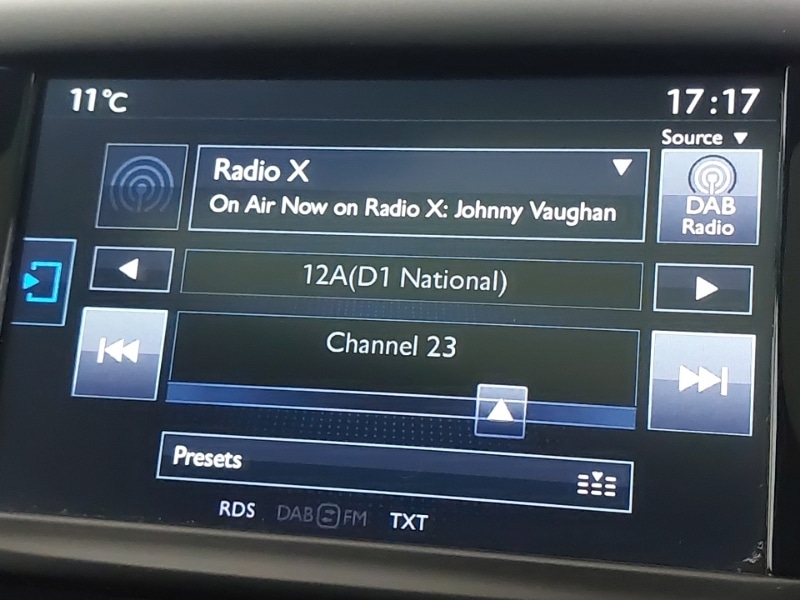 11°C
17:17
Source
Radio X
On Air Now on Radio X: Johnny Vaughan
DAB
Radio
12A(D1 National)
Channel 23
Presets
RDS DAB FM TXT